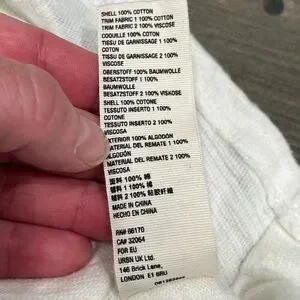 SHELL 100% COTTON
TRIM FABRIC 1 100% COTTON
TRIM FABRIC 2 100% VISCOSE
COQUILLE 100% COTON
TISSU DE GARNISSAGE 1 100%
COTON
TISSU DE GARNISSAGE 2 100%
VISCOSE
OBERSTOFF 100% BAUMWOLLE
BESATZSTOFF 1 100%
BAUMWOLLE
BESATZSTOFF 2 100% VISKOSE
SHELL 100% COTONE
TESSUTO INSERTO 1 100%
COTONE
TESSUTO INSERTO 2 100%
VISCOSA
EXTERIOR 100% ALGODÓN
MATERIAL DEL REMATE 1 100%
ALGODÓN
MATERIAL DE REMATE 2 100%
VISCOSA
面料 100% 棉
辅料 1 100% 棉
辅料 2 100% 粘胶纤维
MADE IN CHINA
HECHO EN CHINA
RN# 66170
CA# 32054
FOR EU
URBN UK Ltd.
146 Brick Lane,
LONDON E1 6RU